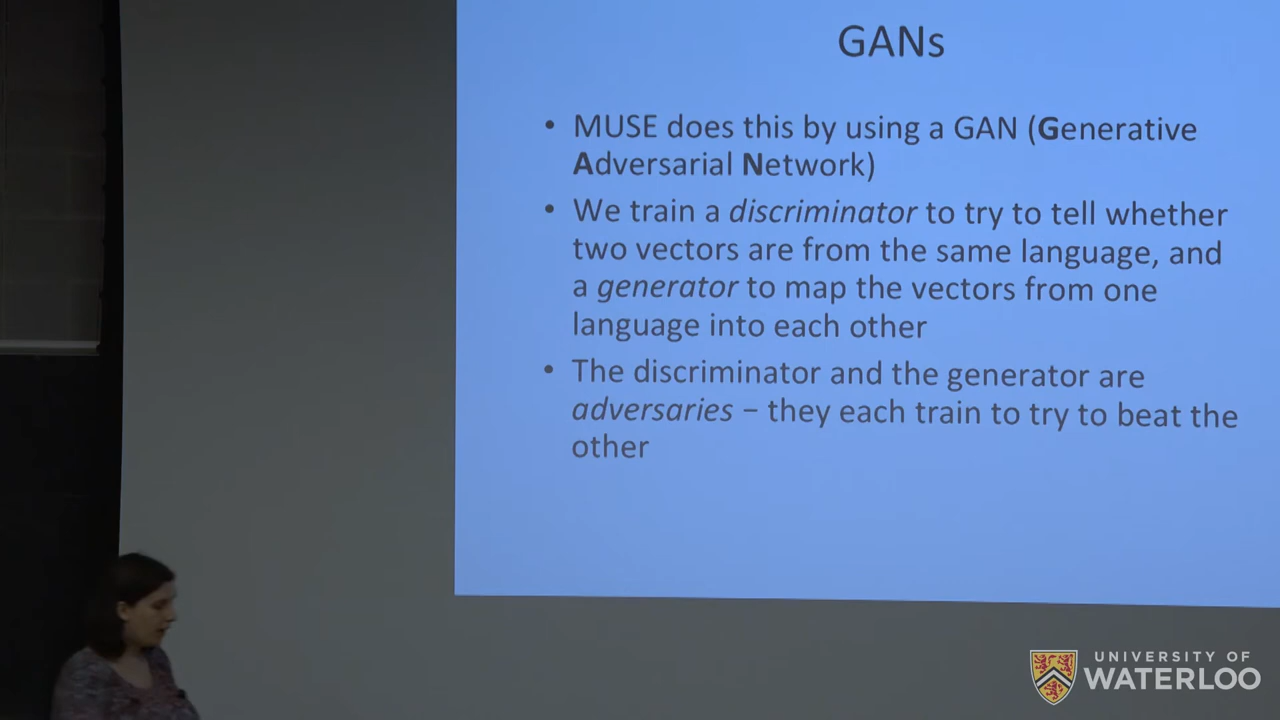 GANs
• MUSE does this by using a GAN (Generative
Adversarial Network)
• We train a discriminator to try to tell whether
two vectors are from the same language, and
a generator to map the vectors from one
language into each other
• The discriminator and the generator are
adversaries – they each train to try to beat the
other
UNIVERSITY OF
WATERLOO